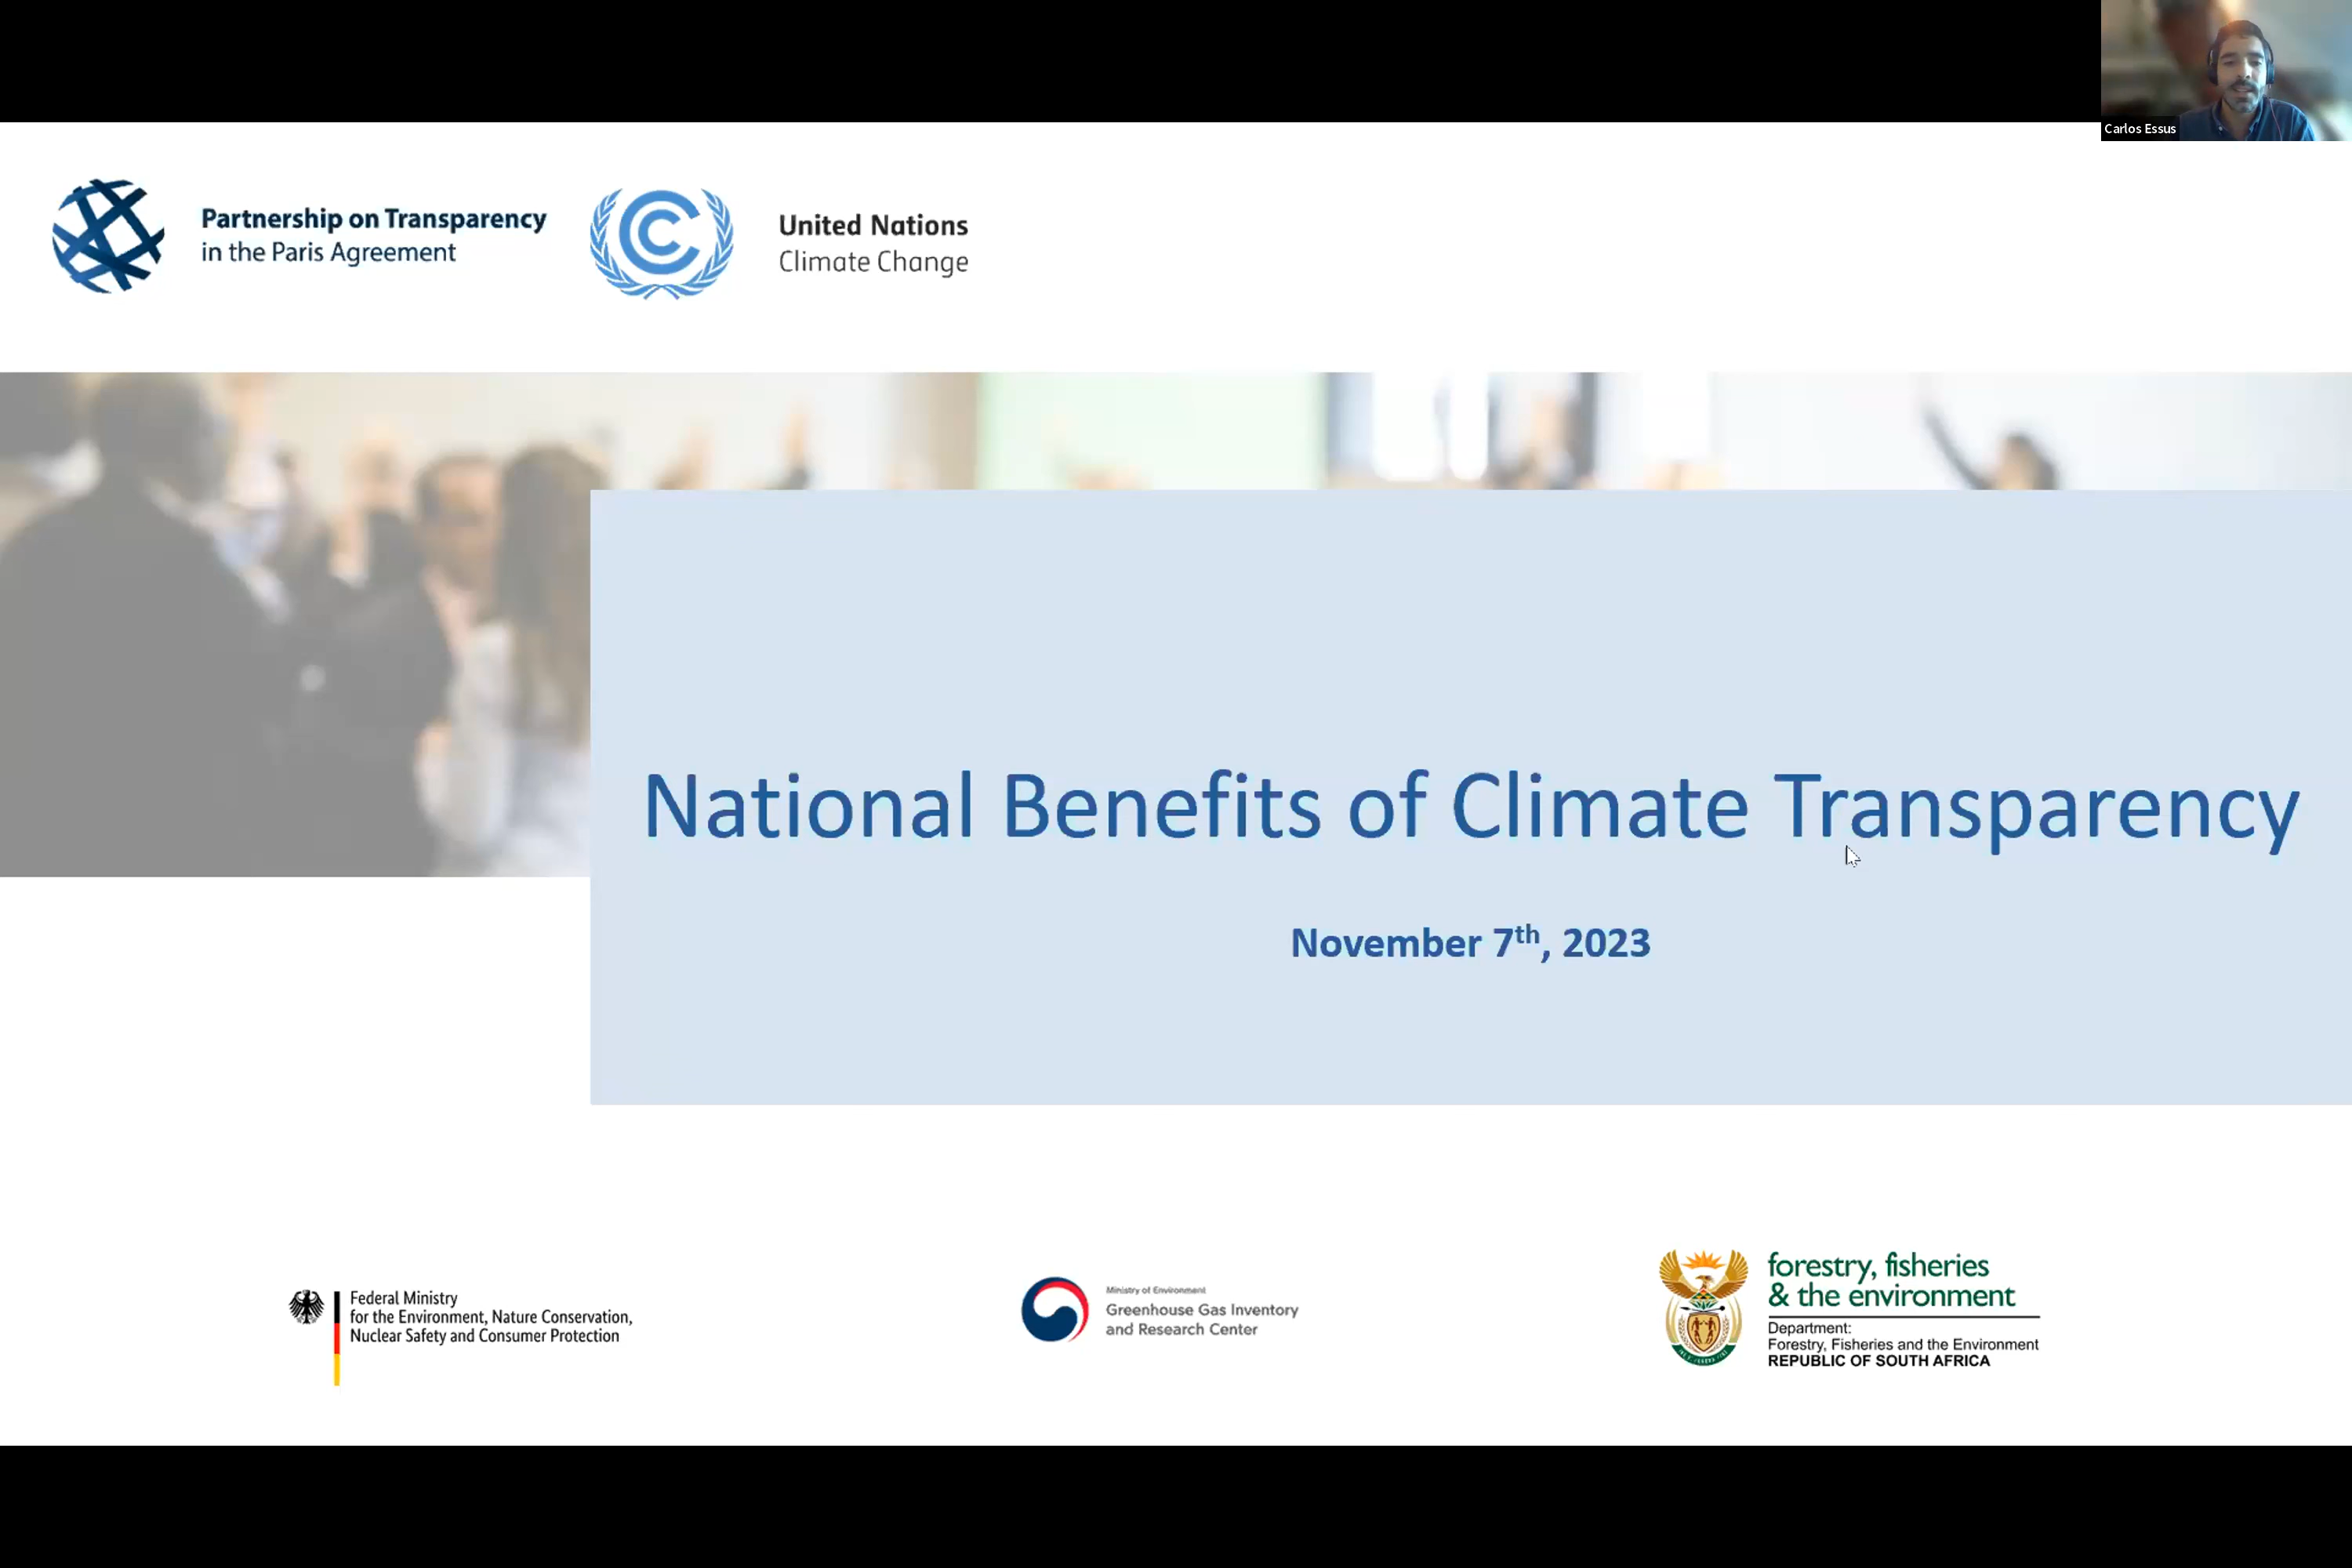 Carlos Essus
Partnership on Transparency
in the Paris Agreement
United Nations
Climate Change
National Benefits of Climate Transparency
November 7th, 2023
Federal Ministry
for the Environment, Nature Conservation,
Nuclear Safety and Consumer Protection
Ministry of Environment
Greenhouse Gas Inventory
and Research Center
forestry, fisheries
& the environment
Department:
Forestry, Fisheries and the Environment
REPUBLIC OF SOUTH AFRICA